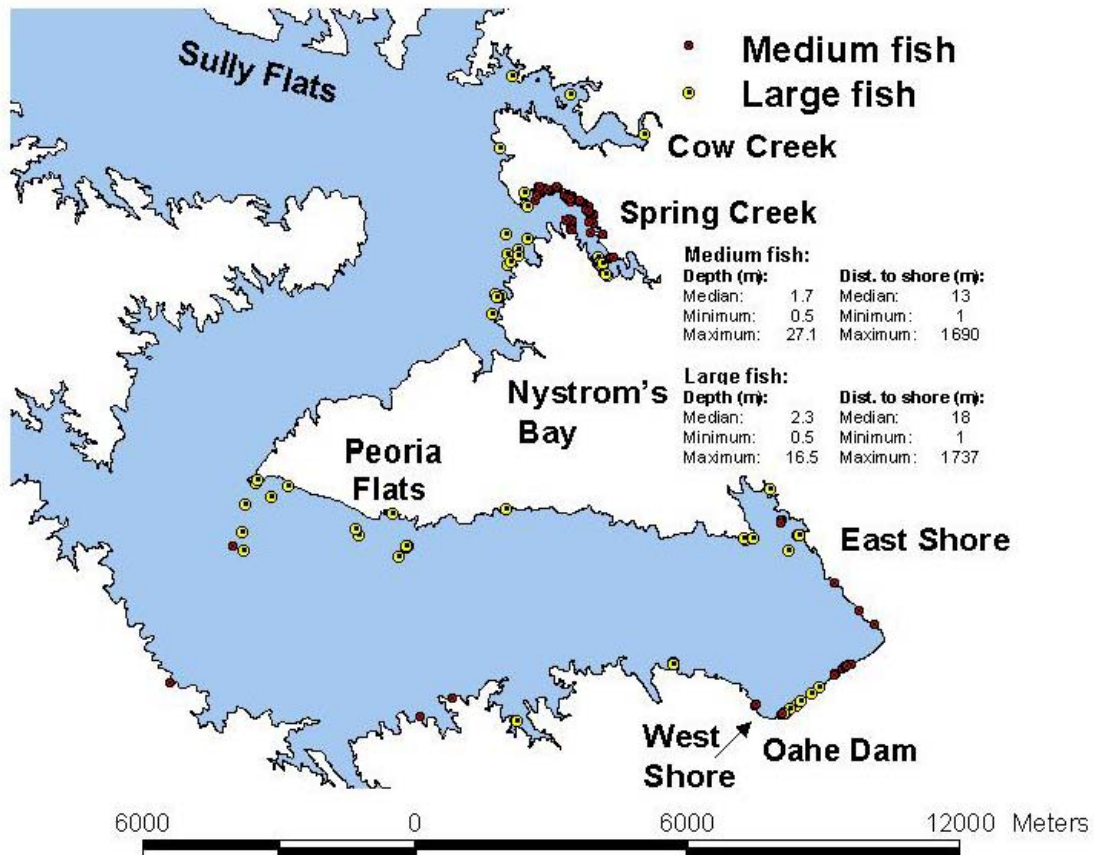 Sully Flats
Medium fish
Large fish
Cow Creek
Spring Creek
Medium fish:
Depth (m): Dist. to shore (m):
Median: 1.7 Median: 13
Minimum: 0.5 Minimum: 1
Maximum: 27.1 Maximum: 1690
Large fish:
Depth (m): Dist. to shore (m):
Median: 2.3 Median: 18
Minimum: 0.5 Minimum: 1
Maximum: 16.5 Maximum: 1737
Nystrom's
Bay
Peoria
Flats
East Shore
West
Shore
Oahe Dam
6000 0 6000 12000 Meters